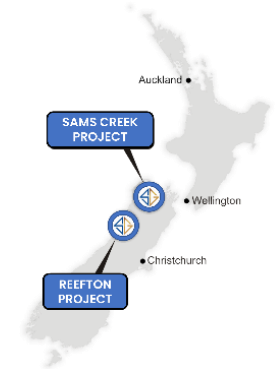 Auckland
SAMS CREEK
PROJECT
Wellington
Christchurch
REEFTON
PROJECT